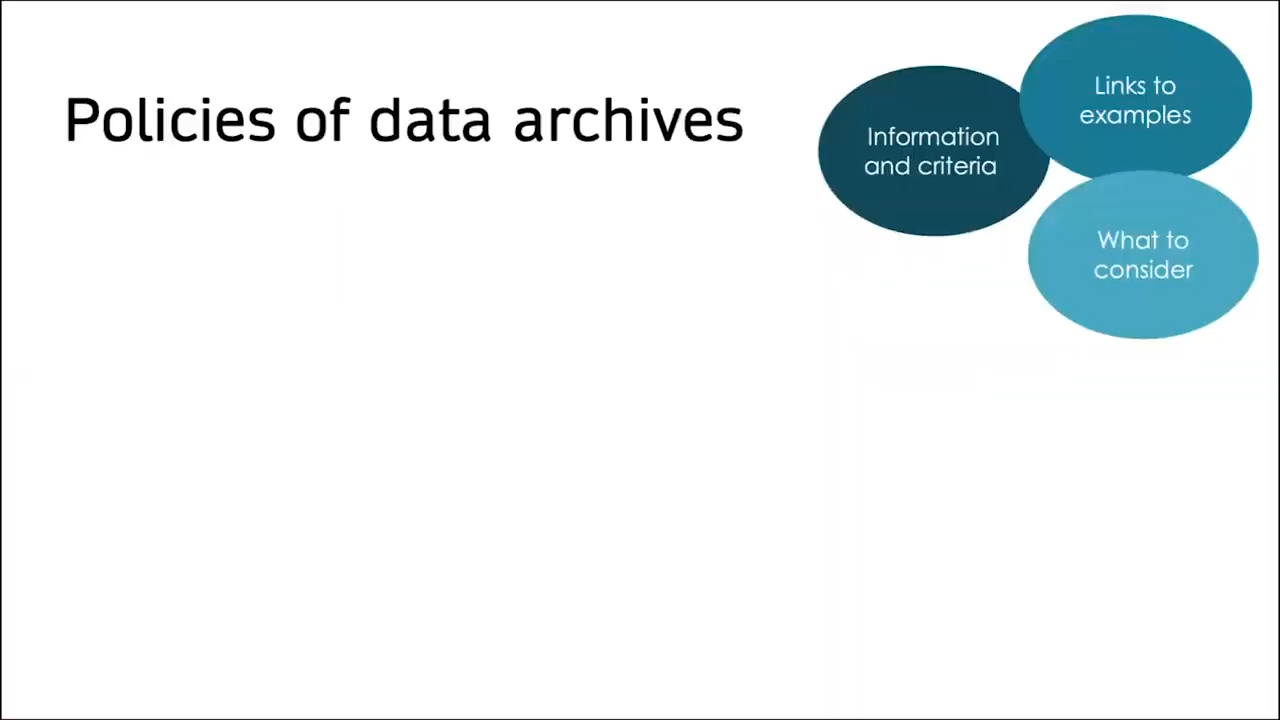 Policies of data archives
Information
and criteria
Links to
examples
What to
consider